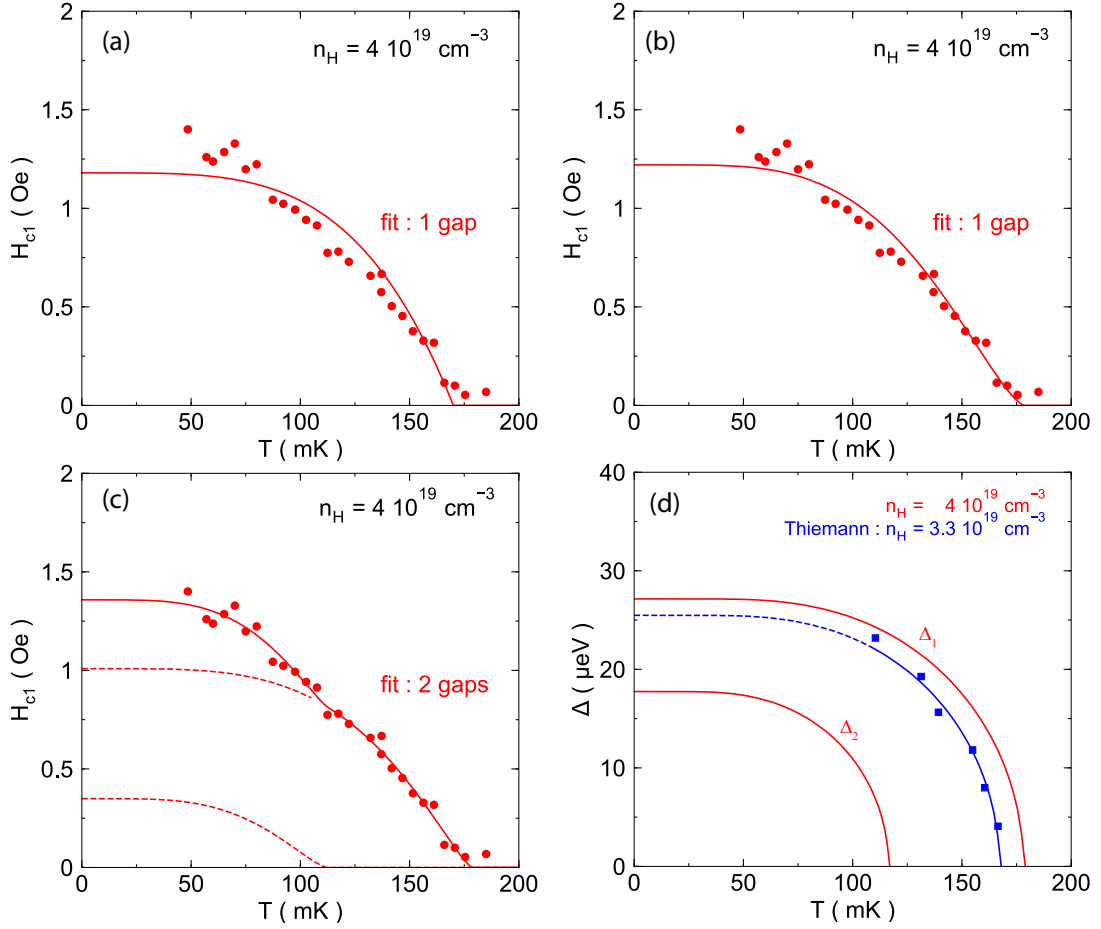 (a)
n_H = 4 10^19 cm^−3
2
1.5
1
0.5
0
H_c1 ( Oe )
fit : 1 gap
0 50 100 150 200
T ( mK )
(b)
n_H = 4 10^19 cm^−3
2
1.5
1
0.5
0
H_c1 ( Oe )
fit : 1 gap
0 50 100 150 200
T ( mK )
(c)
n_H = 4 10^19 cm^−3
2
1.5
1
0.5
0
H_c1 ( Oe )
fit : 2 gaps
0 50 100 150 200
T ( mK )
(d)
n_H = 4 10^19 cm^−3
Thiemann : n_H = 3.3 10^19 cm^−3
40
30
20
10
0
Δ ( µeV )
Δ_1
Δ_2
0 50 100 150 200
T ( mK )